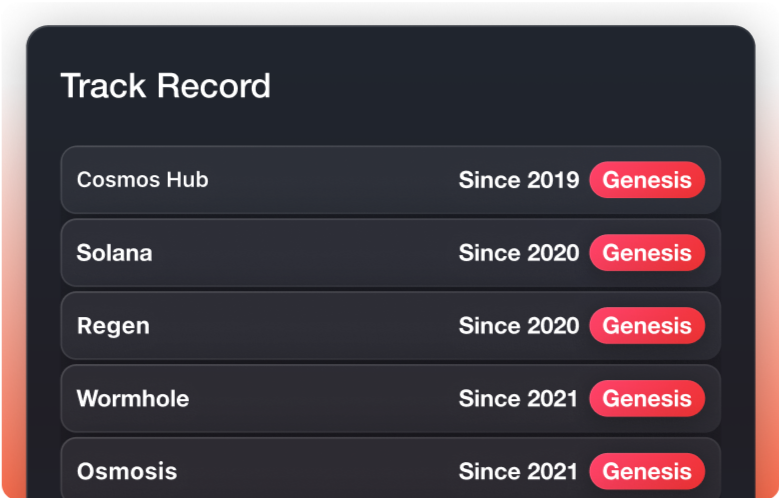 Track Record
Cosmos Hub Since 2019 Genesis
Solana Since 2020 Genesis
Regen Since 2020 Genesis
Wormhole Since 2021 Genesis
Osmosis Since 2021 Genesis